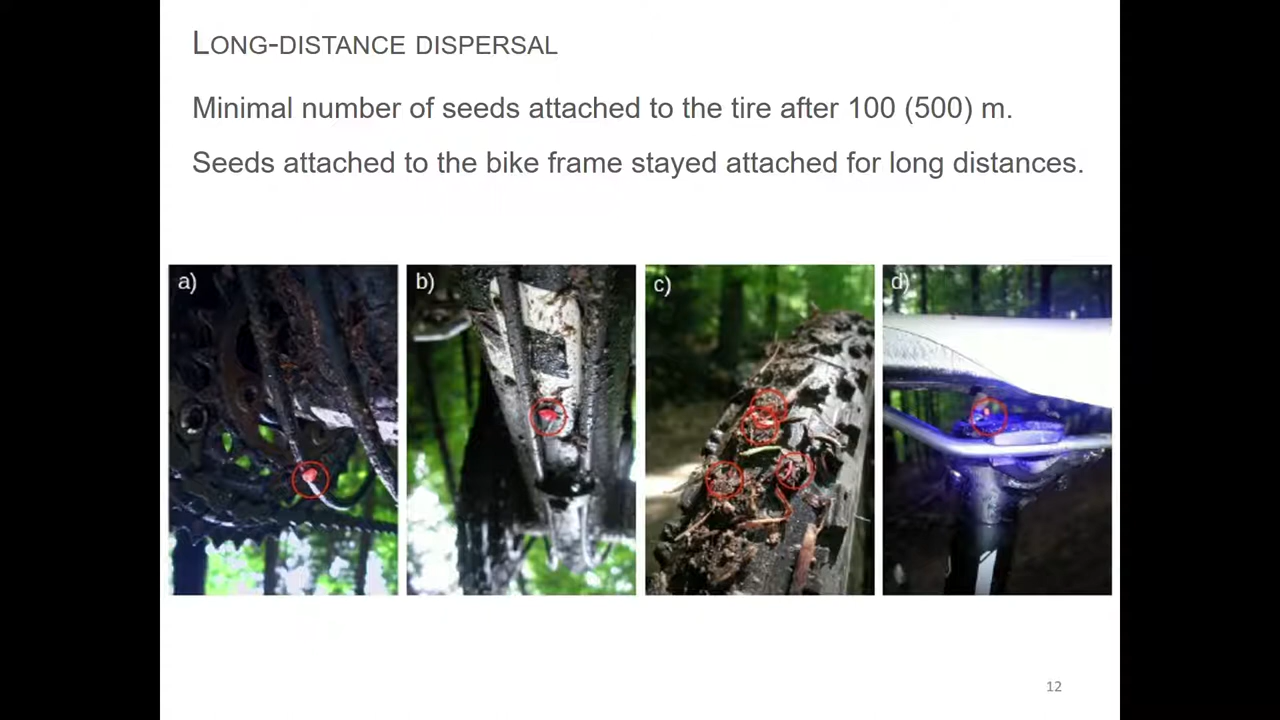 LONG-DISTANCE DISPERSAL
Minimal number of seeds attached to the tire after 100 (500) m.
Seeds attached to the bike frame stayed attached for long distances.
a)
b)
c)
d)
12